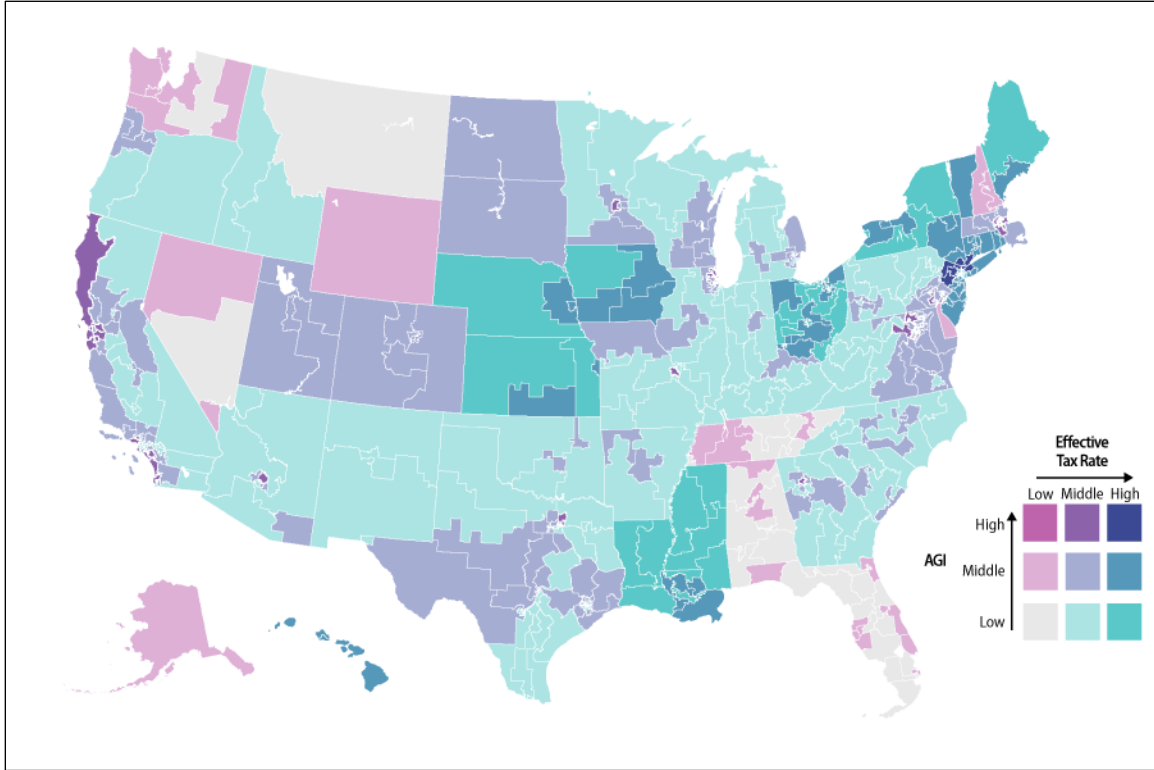 Effective
Tax Rate
Low Middle High
High
AGI
Middle
Low